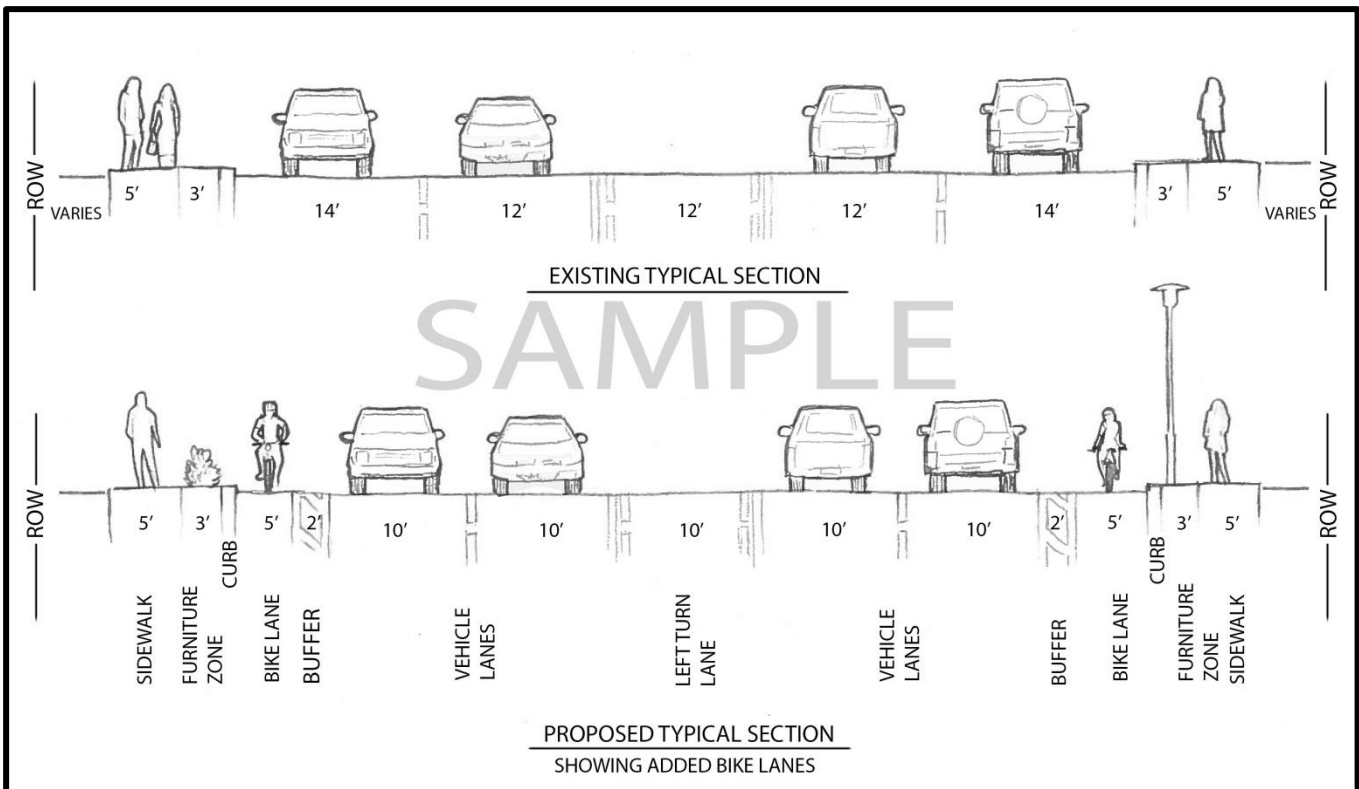 ROW
VARIES
5'
3'
14'
12'
12'
12'
14'
3'
5'
VARIES
ROW
EXISTING TYPICAL SECTION
SAMPLE
ROW
5'
3'
CURB
5'
2'
10'
10'
10'
10'
10'
2'
5'
CURB
3'
5'
ROW
SIDEWALK
FURNITURE
ZONE
BIKE LANE
BUFFER
VEHICLE
LANES
LEFT TURN
LANE
VEHICLE
LANES
BUFFER
BIKE LANE
FURNITURE
ZONE
SIDEWALK
PROPOSED TYPICAL SECTION
SHOWING ADDED BIKE LANES